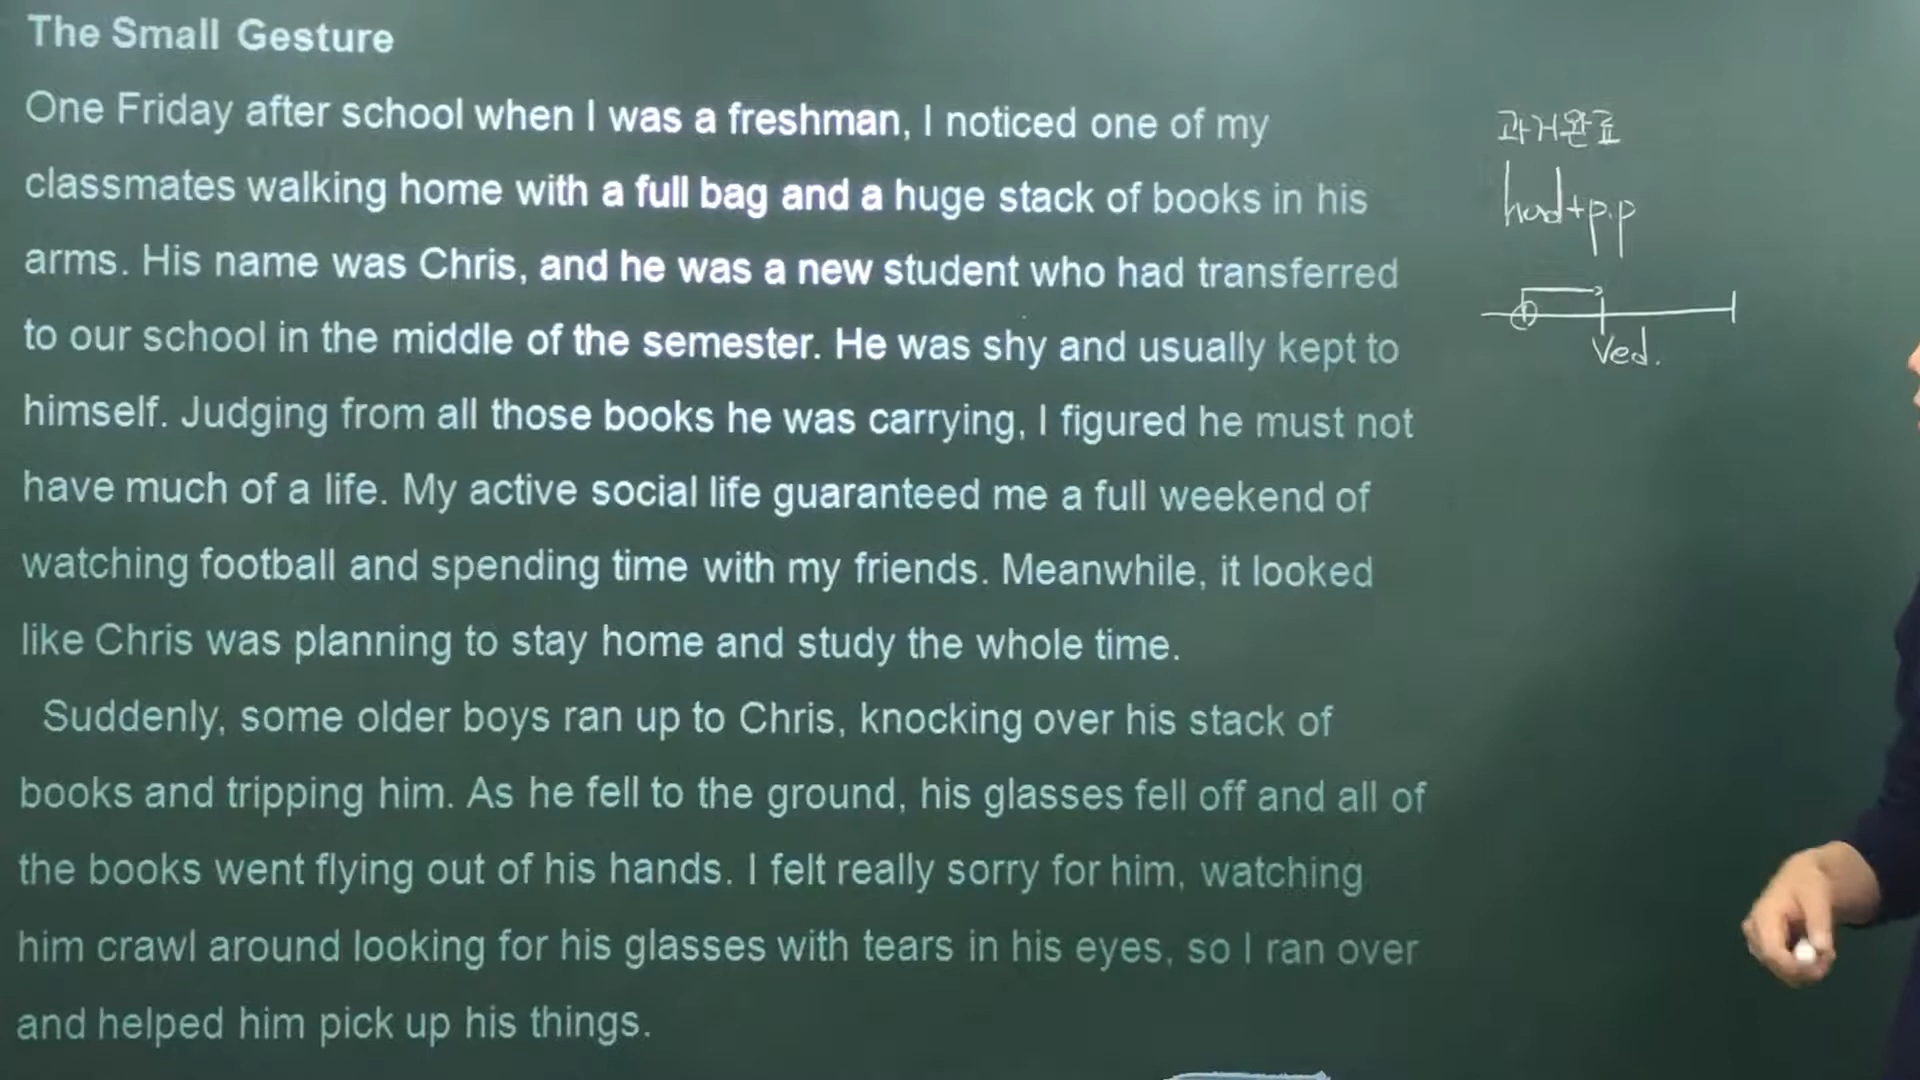 The Small Gesture
One Friday after school when I was a freshman, I noticed one of my
classmates walking home with a full bag and a huge stack of books in his
arms. His name was Chris, and he was a new student who had transferred
to our school in the middle of the semester. He was shy and usually kept to
himself. Judging from all those books he was carrying, I figured he must not
have much of a life. My active social life guaranteed me a full weekend of
watching football and spending time with my friends. Meanwhile, it looked
like Chris was planning to stay home and study the whole time.
Suddenly, some older boys ran up to Chris, knocking over his stack of
books and tripping him. As he fell to the ground, his glasses fell off and all of
the books went flying out of his hands. I felt really sorry for him, watching
him crawl around looking for his glasses with tears in his eyes, so I ran over
and helped him pick up his things.
과거완료
had+p.p
Ved.